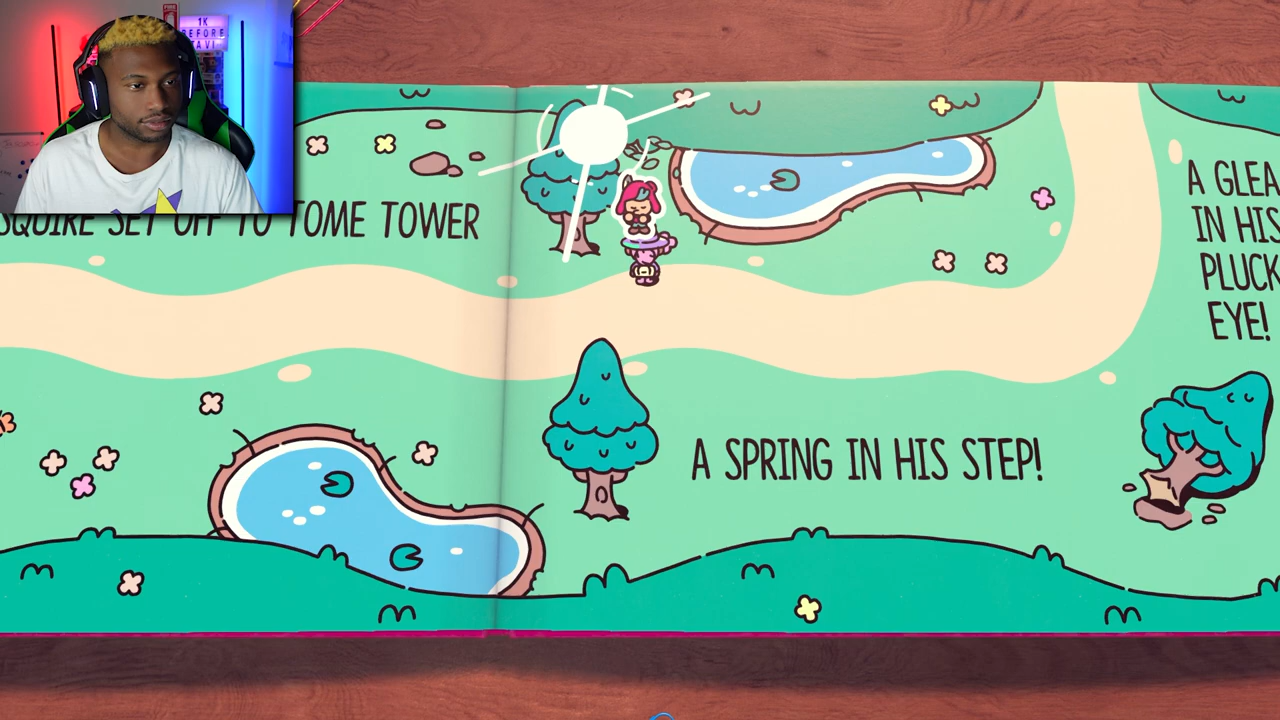 1K
BEFORE
SQUIRE SET OFF TO TOME TOWER
A GLEA
IN HIS
PLUCK
EYE!
A SPRING IN HIS STEP!